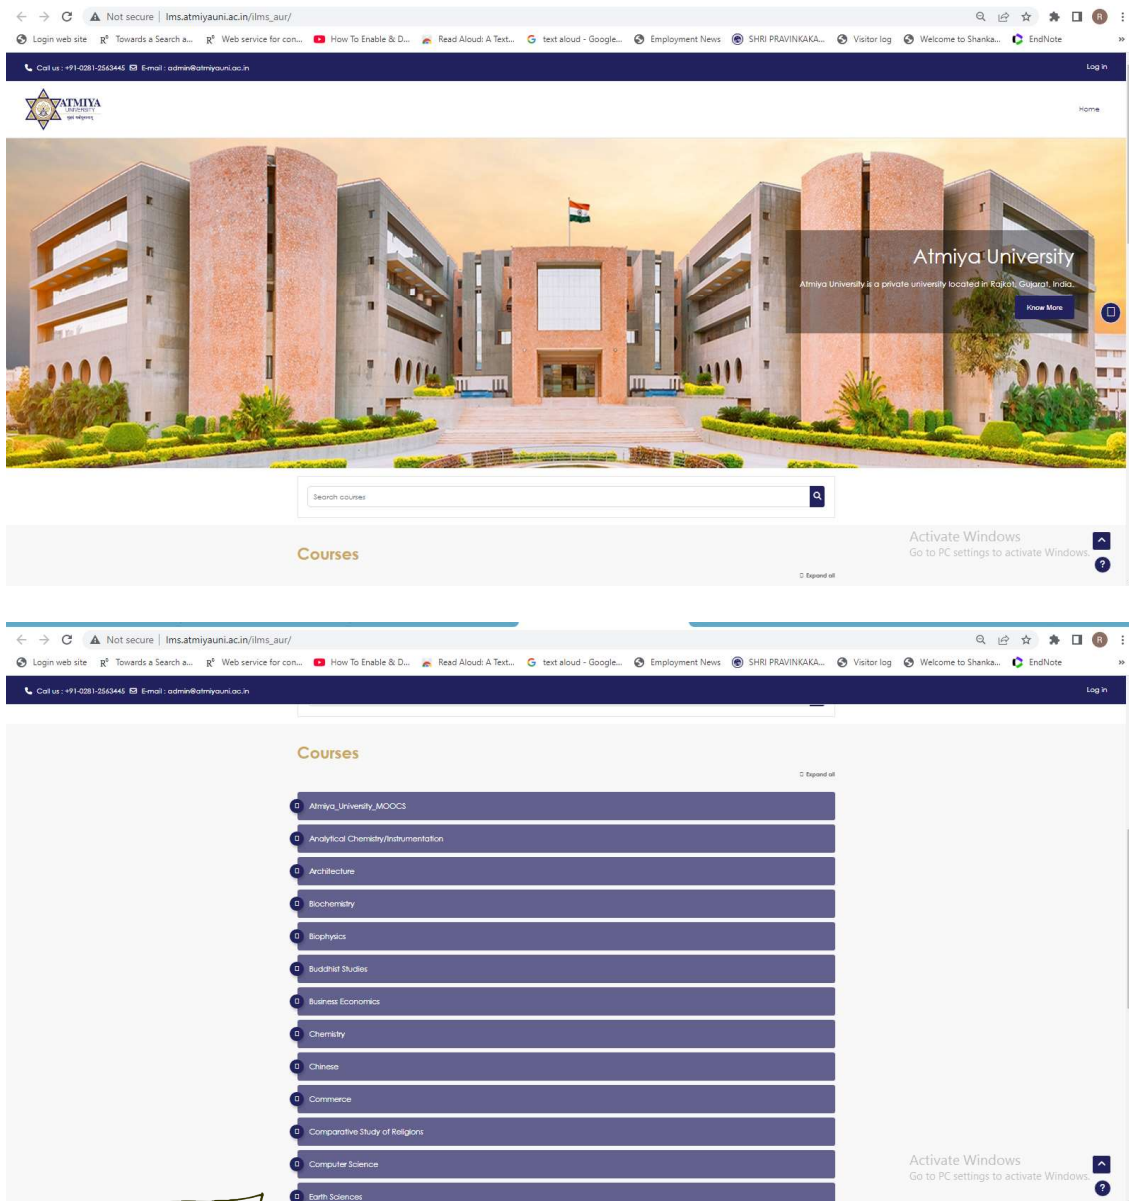 Not secure | lms.atmiyauni.ac.in/ilms_aur/
R
Login web site R⁶ Towards a Search a... R⁶ Web service for con... How To Enable & D... Read Aloud: A Text... text aloud - Google... Employment News SHRI PRAVINKAKA... Visitor log Welcome to Shanka... EndNote »
Call us : +91-0281-2563445 E-mail : admin@atmiyauni.ac.in Log in
ATMIYA
UNIVERSITY
Home
Atmiya University
Atmiya University is a private university located in Rajkot, Gujarat, India.
Know More
Search courses
Courses
Expand all
Activate Windows
Go to PC settings to activate Windows.
?
Not secure | lms.atmiyauni.ac.in/ilms_aur/
R
Login web site R⁶ Towards a Search a... R⁶ Web service for con... How To Enable & D... Read Aloud: A Text... text aloud - Google... Employment News SHRI PRAVINKAKA... Visitor log Welcome to Shanka... EndNote »
Call us : +91-0281-2563445 E-mail : admin@atmiyauni.ac.in Log in
Courses
Expand all
Atmiya_University_MOOCS
Analytical Chemistry/Instrumentation
Architecture
Biochemistry
Biophysics
Buddhist Studies
Business Economics
Chemistry
Chinese
Commerce
Comparative Study of Religions
Computer Science
Earth Sciences
Activate Windows
Go to PC settings to activate Windows.
?